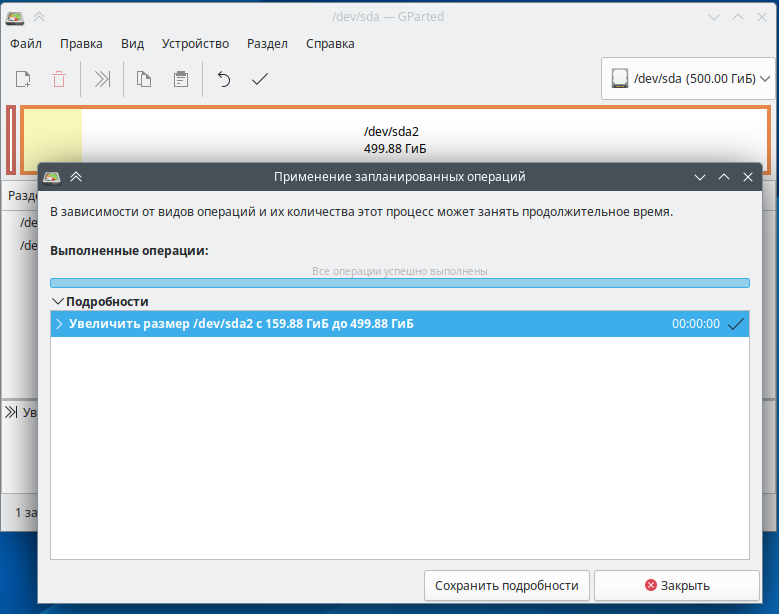 /dev/sda — GParted
Файл Правка Вид Устройство Раздел Справка
/dev/sda (500.00 ГиБ)
/dev/sda2
499.88 ГиБ
Применение запланированных операций
В зависимости от видов операций и их количества этот процесс может занять продолжительное время.
Выполненные операции:
Все операции успешно выполнены
Подробности
Увеличить размер /dev/sda2 с 159.88 ГиБ до 499.88 ГиБ 00:00:00
Разде
/de
/de
Ув
1 за
Сохранить подробности Закрыть